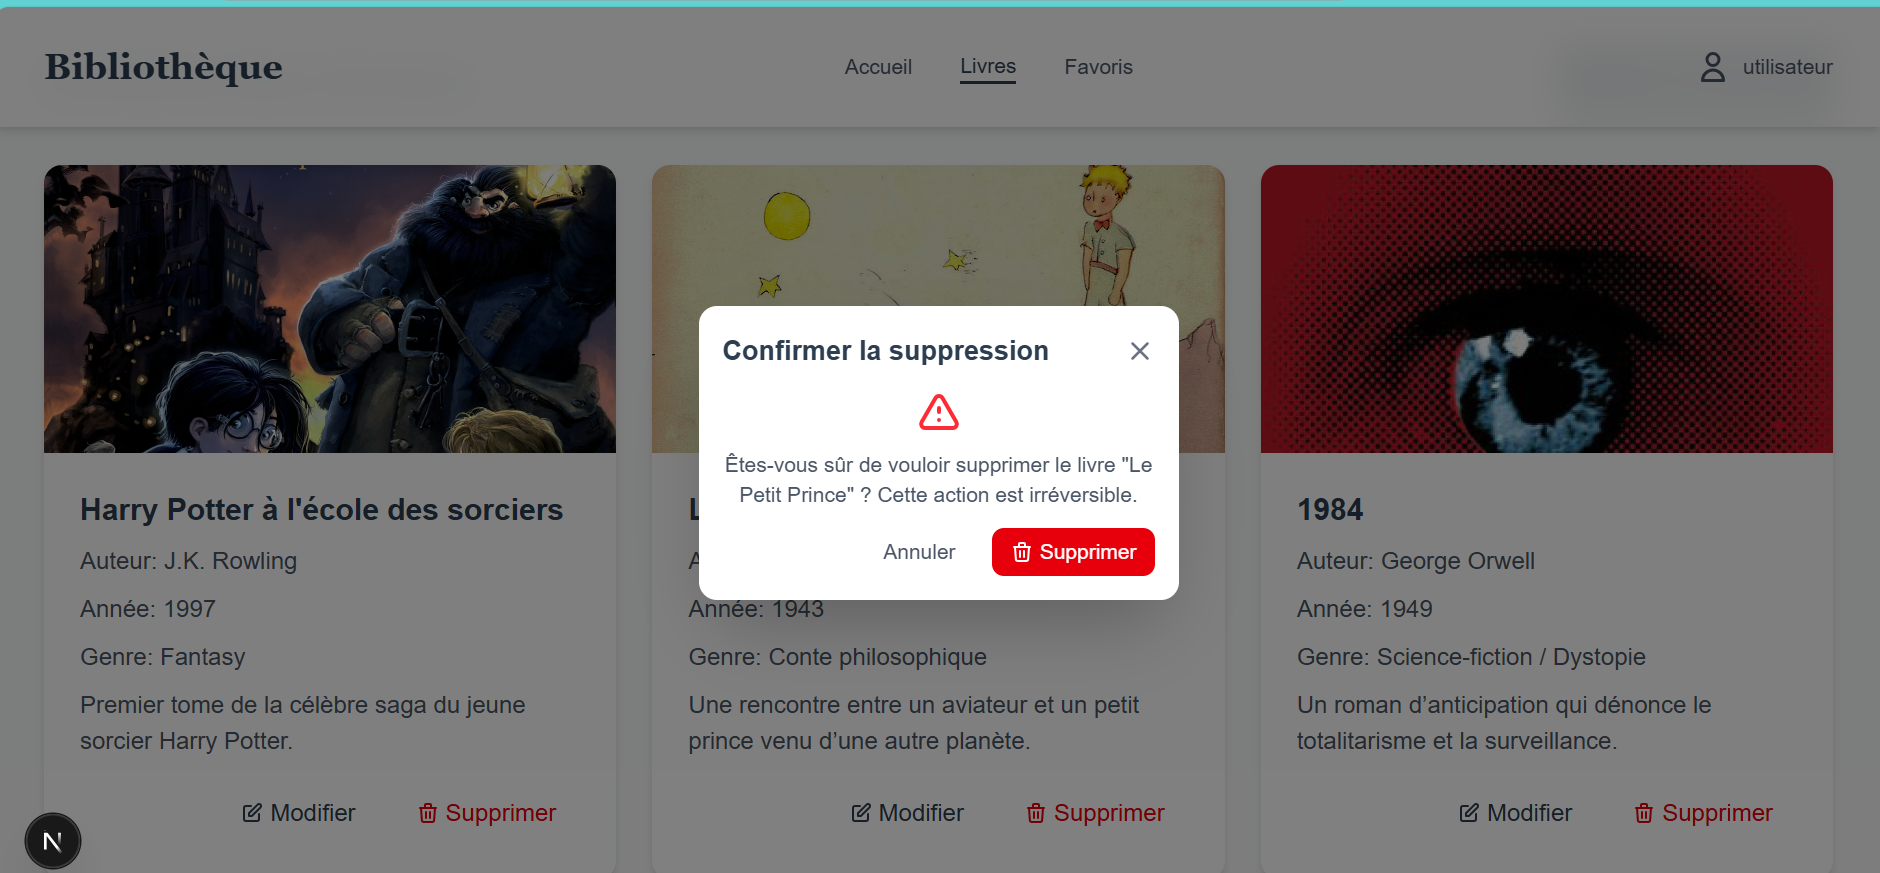 Bibliothèque
Accueil
Livres
Favoris
utilisateur
Confirmer la suppression
Êtes-vous sûr de vouloir supprimer le livre "Le
Petit Prince" ? Cette action est irréversible.
Annuler
Supprimer
Harry Potter à l'école des sorciers
Auteur: J.K. Rowling
Année: 1997
Genre: Fantasy
Premier tome de la célèbre saga du jeune
sorcier Harry Potter.
Modifier
Supprimer
Année: 1943
Genre: Conte philosophique
Une rencontre entre un aviateur et un petit
prince venu d’une autre planète.
Modifier
Supprimer
1984
Auteur: George Orwell
Année: 1949
Genre: Science-fiction / Dystopie
Un roman d’anticipation qui dénonce le
totalitarisme et la surveillance.
Modifier
Supprimer
N